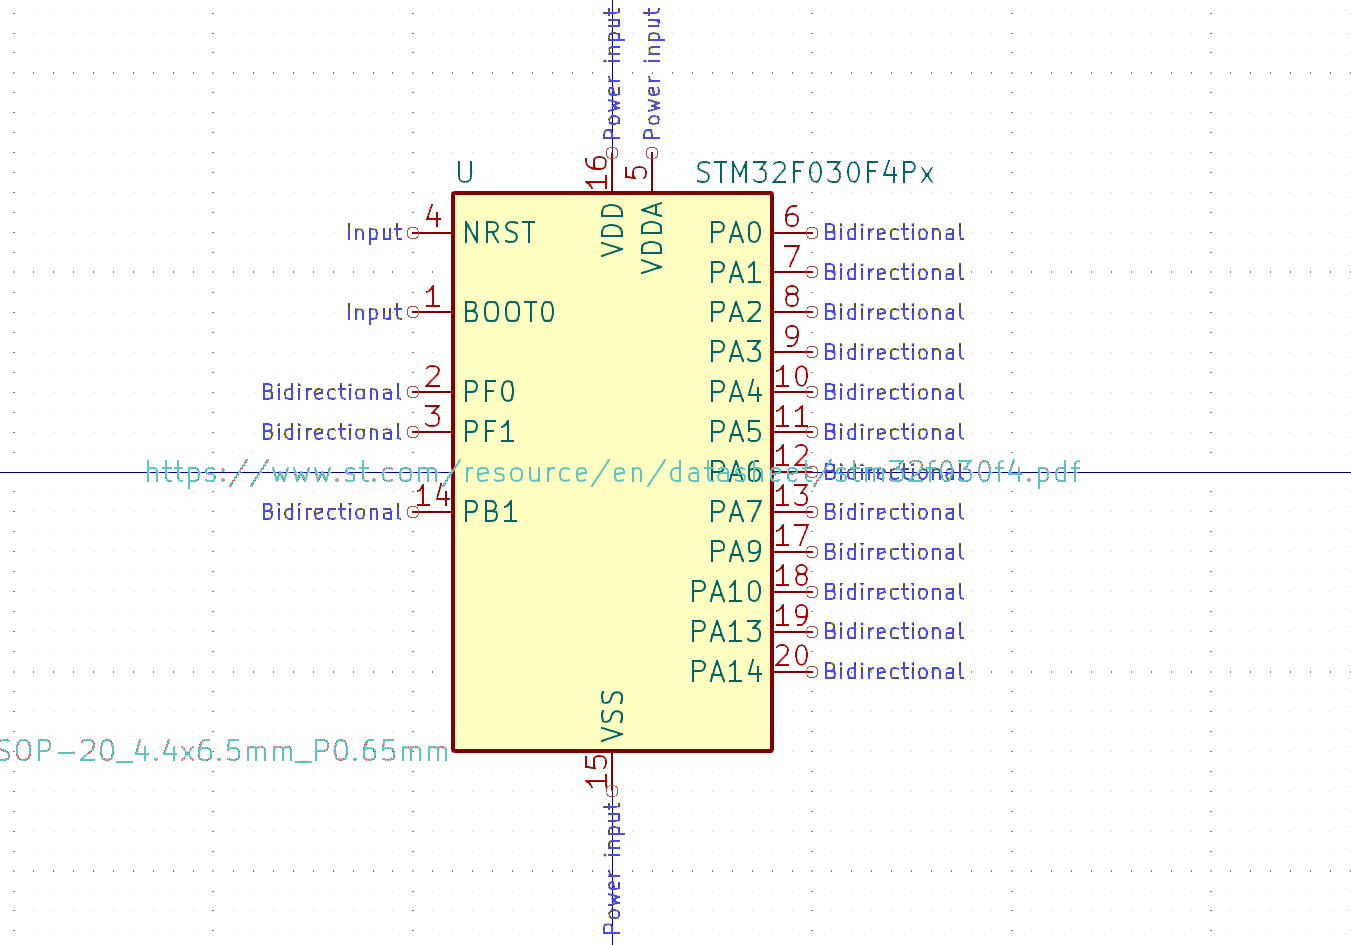 Power input
Power input
16
5
U
STM32F030F4Px
VDD
VDDA
Input
4
NRST
PA0
6
Bidirectional
PA1
7
Bidirectional
Input
1
BOOT0
PA2
8
Bidirectional
PA3
9
Bidirectional
Bidirectional
2
PF0
PA4
10
Bidirectional
Bidirectional
3
PF1
PA5
11
Bidirectional
https://www.st.com/resource/en/datasheet/stm32f030f4.pdf
PA6
12
Bidirectional
Bidirectional
14
PB1
PA7
13
Bidirectional
PA9
17
Bidirectional
PA10
18
Bidirectional
PA13
19
Bidirectional
PA14
20
Bidirectional
VSS
SOP-20_4.4x6.5mm_P0.65mm
15
Power input